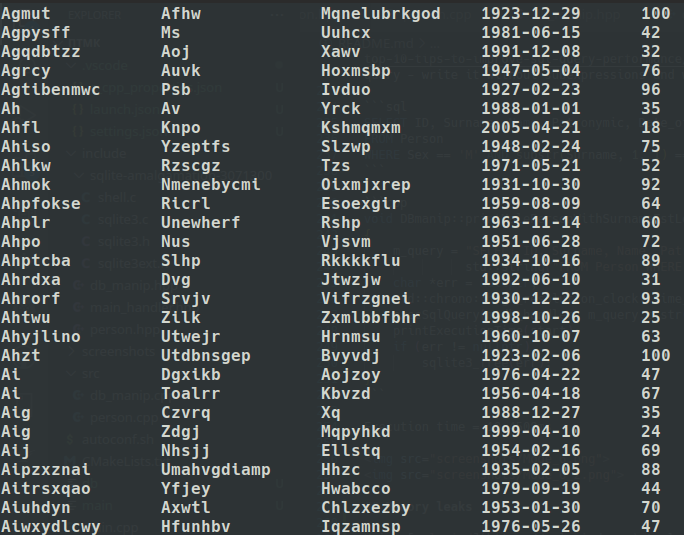 Agmut Afhw Mqnelubrkgod 1923-12-29 100
Agpysff Ms Uuhcx 1981-06-15 42
Agqdbtzz Aoj Xawv 1991-12-08 32
Agrcy Auvk Hoxmsbp 1947-05-04 76
Agtibenmwc Psb Ivduo 1927-02-23 96
Ah Av Yrck 1988-01-01 35
Ahfl Knpo Kshmqmxm 2005-04-21 18
Ahiso Yzeptfs Slzwp 1948-02-24 75
Ahlkw Rzscgz Tzs 1971-05-21 52
Ahmok Nmenebycmi Oixmjxrep 1931-10-30 92
Ahpfokse Ricrl Esoexgir 1959-08-09 64
Ahplr Unewherf Rshp 1963-11-14 60
Ahpo Nus Vjsvm 1951-06-28 72
Ahptcba Slhp Rkkkkflu 1934-10-16 89
Ahrdxa Dvg Jtwzjw 1992-06-10 31
Ahrorf Srvjv Vifrzgnei 1930-12-22 93
Ahtwu Zilk Zxmlbbfbhr 1998-10-26 25
Ahyjlino Utwejr Hrnmsu 1960-10-07 63
Ahzt Utdbnsgep Bvyvdj 1923-02-06 100
Ai Dgxikb Aojzoy 1976-04-22 47
Ai Toalrr Kbvzd 1956-04-18 67
Aig Czvrq Xq 1988-12-27 35
Aig Zdgj Mqpyhkd 1999-04-10 24
Aij Nhsjj Ellstq 1954-02-16 69
Aipzxznai Umahvgdiamp Hhzc 1935-02-05 88
Aitrsxqao Yfjey Hwabcco 1979-09-19 44
Aiuhdyn Axwtl Chlzxezby 1953-01-30 70
Aiwxydlcwy Hfunhbv Iqzamnsp 1976-05-26 47